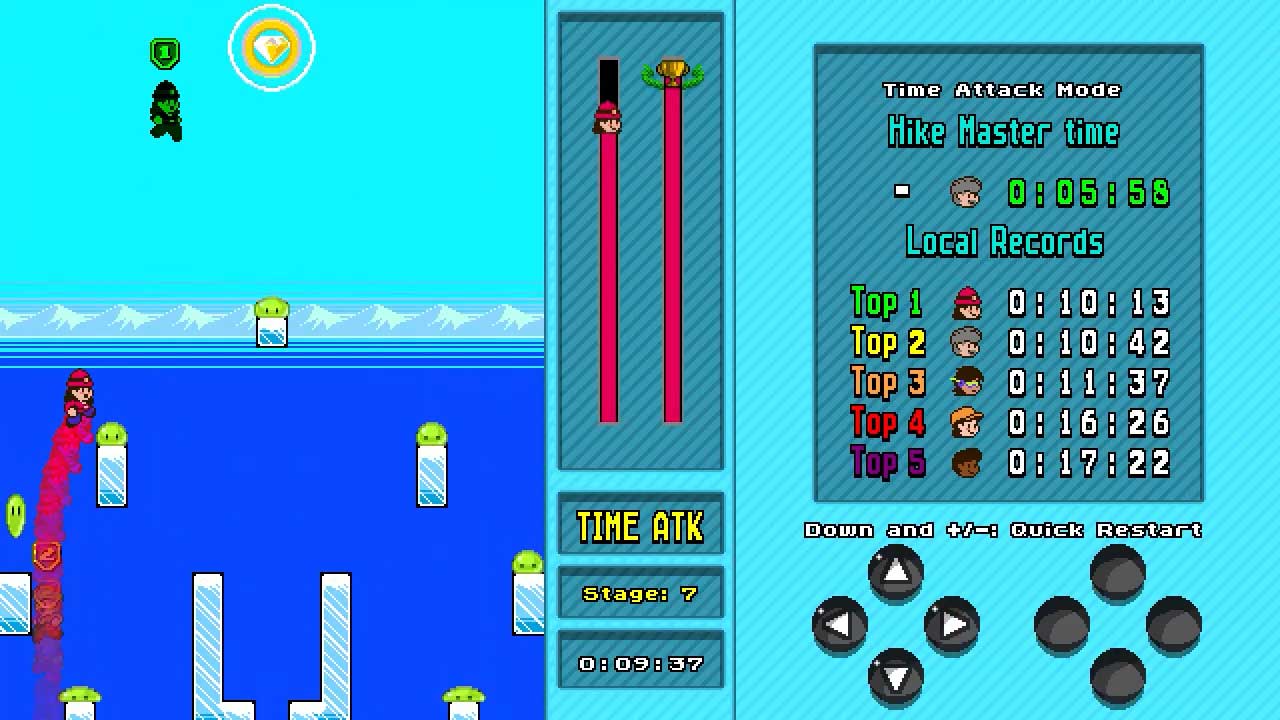 1
2
TIME ATK
Stage: 7
0:09:37
Time Attack Mode
Hike Master time
- 0:05:58
Local Records
Top 1 0:10:13
Top 2 0:10:42
Top 3 0:11:37
Top 4 0:16:26
Top 5 0:17:22
Down and +/-: Quick Restart